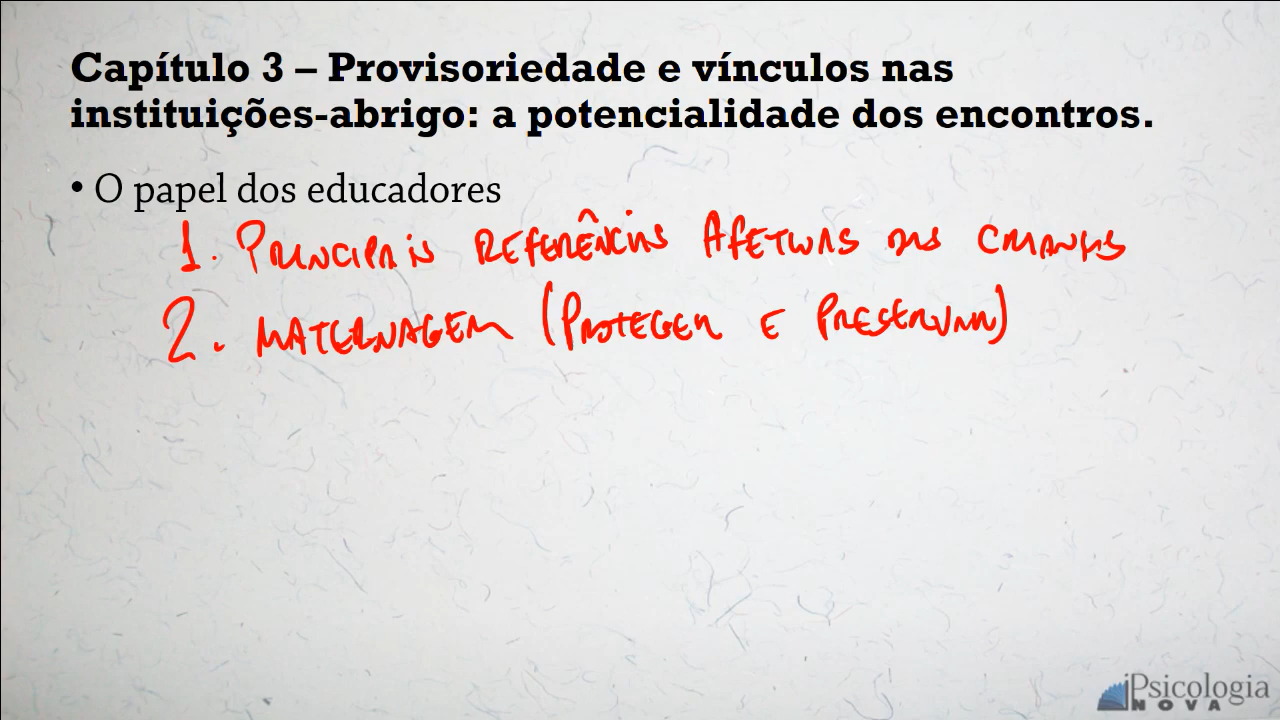 Capítulo 3 – Provisoriedade e vínculos nas
instituições-abrigo: a potencialidade dos encontros.
• O papel dos educadores
1. PRINCIPAIS REFERÊNCIAS AFETIVAS DAS CRIANÇAS
2. MATERNAGEM (PROTEGER E PRESERVAR)
Psicologia
NOVA